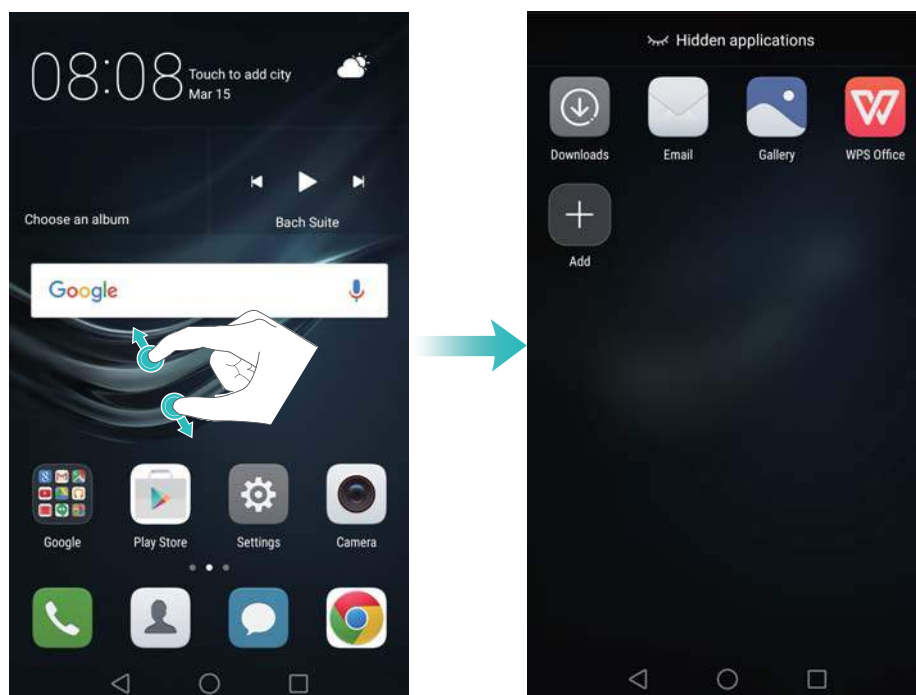 08:08
Touch to add city
Mar 15
Choose an album
Bach Suite
Google
Google
Play Store
Settings
Camera
Hidden applications
Downloads
Email
Gallery
WPS Office
Add